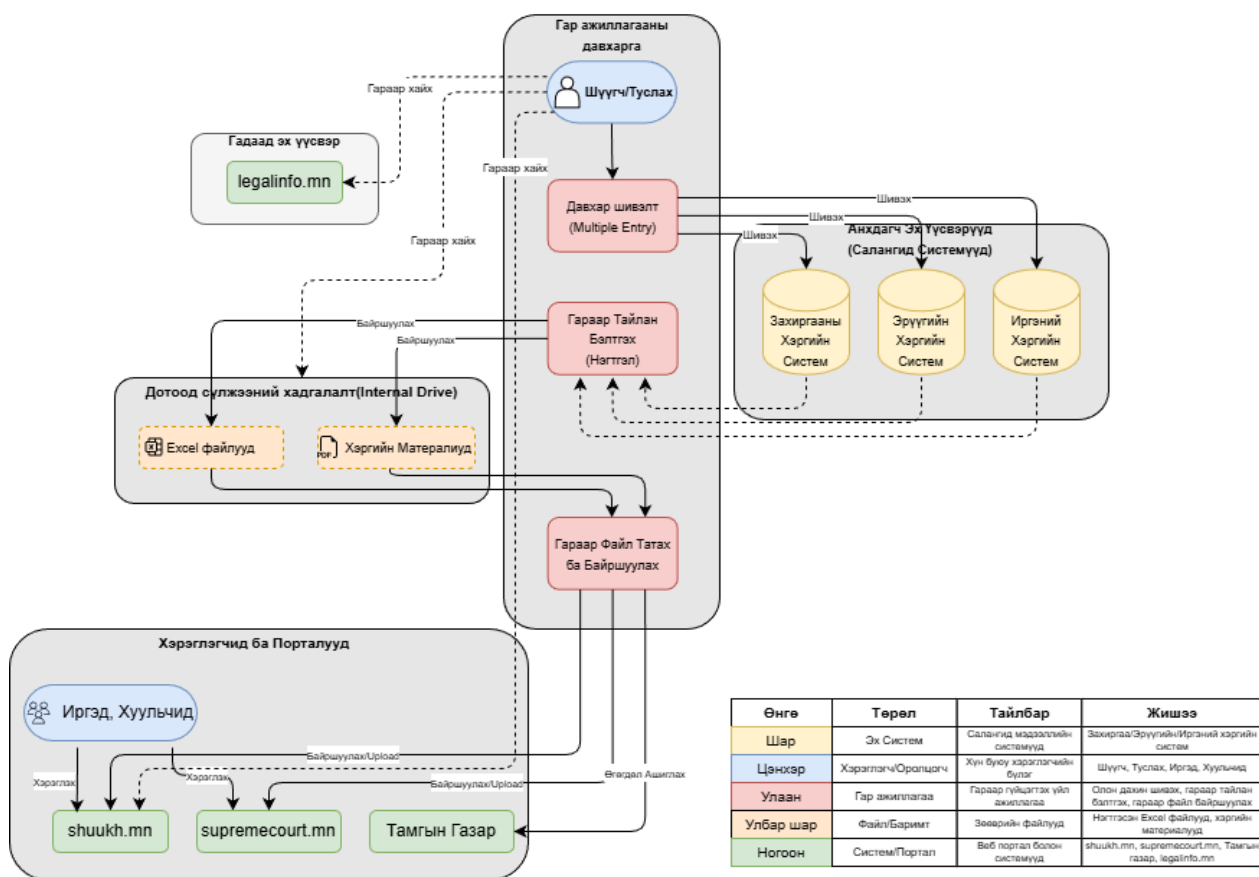 Гар ажиллагааны
давхарга
Шүүгч/Туслах
Гараар хайх
Гадаад эх үүсвэр
legalinfo.mn
Гараар хайх
Гараар хайх
Давхар шивэлт
(Multiple Entry)
Шивэх
Шивэх
Шивэх
Анхдагч Эх Үүсвэрүүд
(Салангид Системүүд)
Захиргааны
Хэргийн
Систем
Эрүүгийн
Хэргийн
Систем
Иргэний
Хэргийн
Систем
Гараар Тайлан
Бэлтгэх
(Нэгтгэл)
Байршуулах
Байршуулах
Дотоод сүлжээний хадгалалт(Internal Drive)
Excel файлууд
PDF
Хэргийн Матералиуд
Гараар Файл Татах
ба Байршуулах
Хэрэглэгчид ба Порталууд
Иргэд, Хуульчид
Хэрэглэх
Хэрэглэх
Байршуулах/Upload
Байршуулах/Upload
Өгөгдөл Ашиглах
shuukh.mn
supremecourt.mn
Тамгын Газар
Өнгө Төрөл Тайлбар Жишээ
Шар Эх Систем Салангид мэдээллийн системүүд Захиргаа/Эрүүгийн/Иргэний хэргийн систем
Цэнхэр Хэрэглэгч/Оролцогч Хүн буюу хэрэглэгчийн бүлэг Шүүгч, Туслах, Иргэд, Хуульчид
Улаан Гар ажиллагаа Гараар гүйцэтгэх үйл ажиллагаа Олон дахин шивэх, гараар тайлан бэлтгэх, гараар файл байршуулах
Улбар шар Файл/Баримт Зөөврийн файлууд Нэгтгэсэн Excel файлууд, хэргийн материалууд
Ногоон Систем/Портал Веб портал болон системүүд shuukh.mn, supremecourt.mn, Тамгын газар, legalinfo.mn